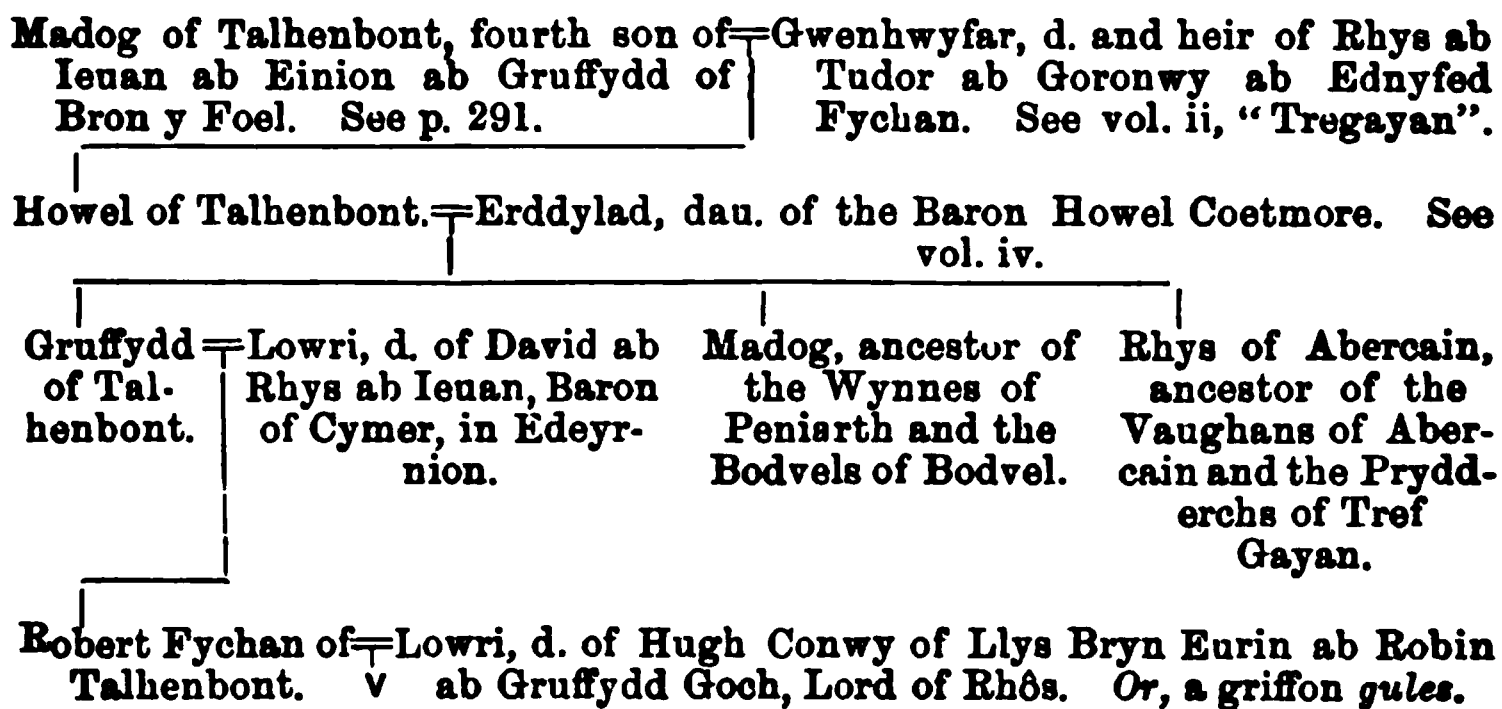 Madog of Talhenbont, fourth son of═Gwenhwyfar, d. and heir of Rhys ab
Ieuan ab Einion ab Gruffydd of Tudor ab Goronwy ab Ednyfed
Bron y Foel. See p. 291. Fychan. See vol. ii, “Tregayan”.
Howel of Talhenbont.═Erddylad, dau. of the Baron Howel Coetmore. See
vol. iv.
Gruffydd═Lowri, d. of David ab
of Tal-
henbont.
Rhys ab Ieuan, Baron
of Cymer, in Edeyr-
nion.
Madog, ancestor of
the Wynnes of
Peniarth and the
Bodvels of Bodvel.
Rhys of Abercain,
ancestor of the
Vaughans of Aber-
cain and the Prydd-
erchs of Tref
Gayan.
Robert Fychan of═Lowri, d. of Hugh Conwy of Llys Bryn Eurin ab Robin
Talhenbont. v ab Gruffydd Goch, Lord of Rhôs. Or, a griffon gules.